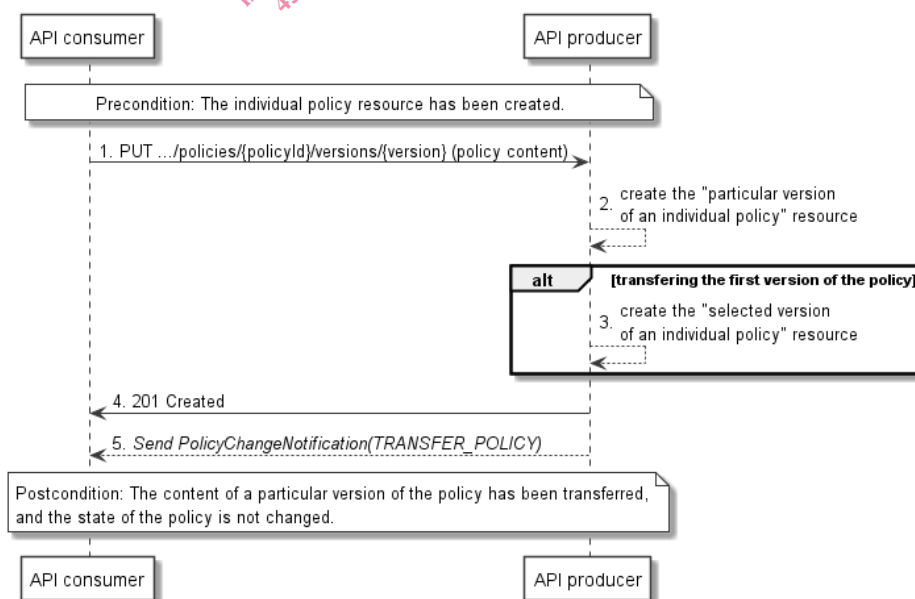 API consumer
API producer
Precondition: The individual policy resource has been created.
1. PUT .../policies/{policyId}/versions/{version} (policy content)
2. create the "particular version
of an individual policy" resource
alt
[transfering the first version of the policy]
3. create the "selected version
of an individual policy" resource
4. 201 Created
5. Send PolicyChangeNotification(TRANSFER_POLICY)
Postcondition: The content of a particular version of the policy has been transferred,
and the state of the policy is not changed.
API consumer
API producer